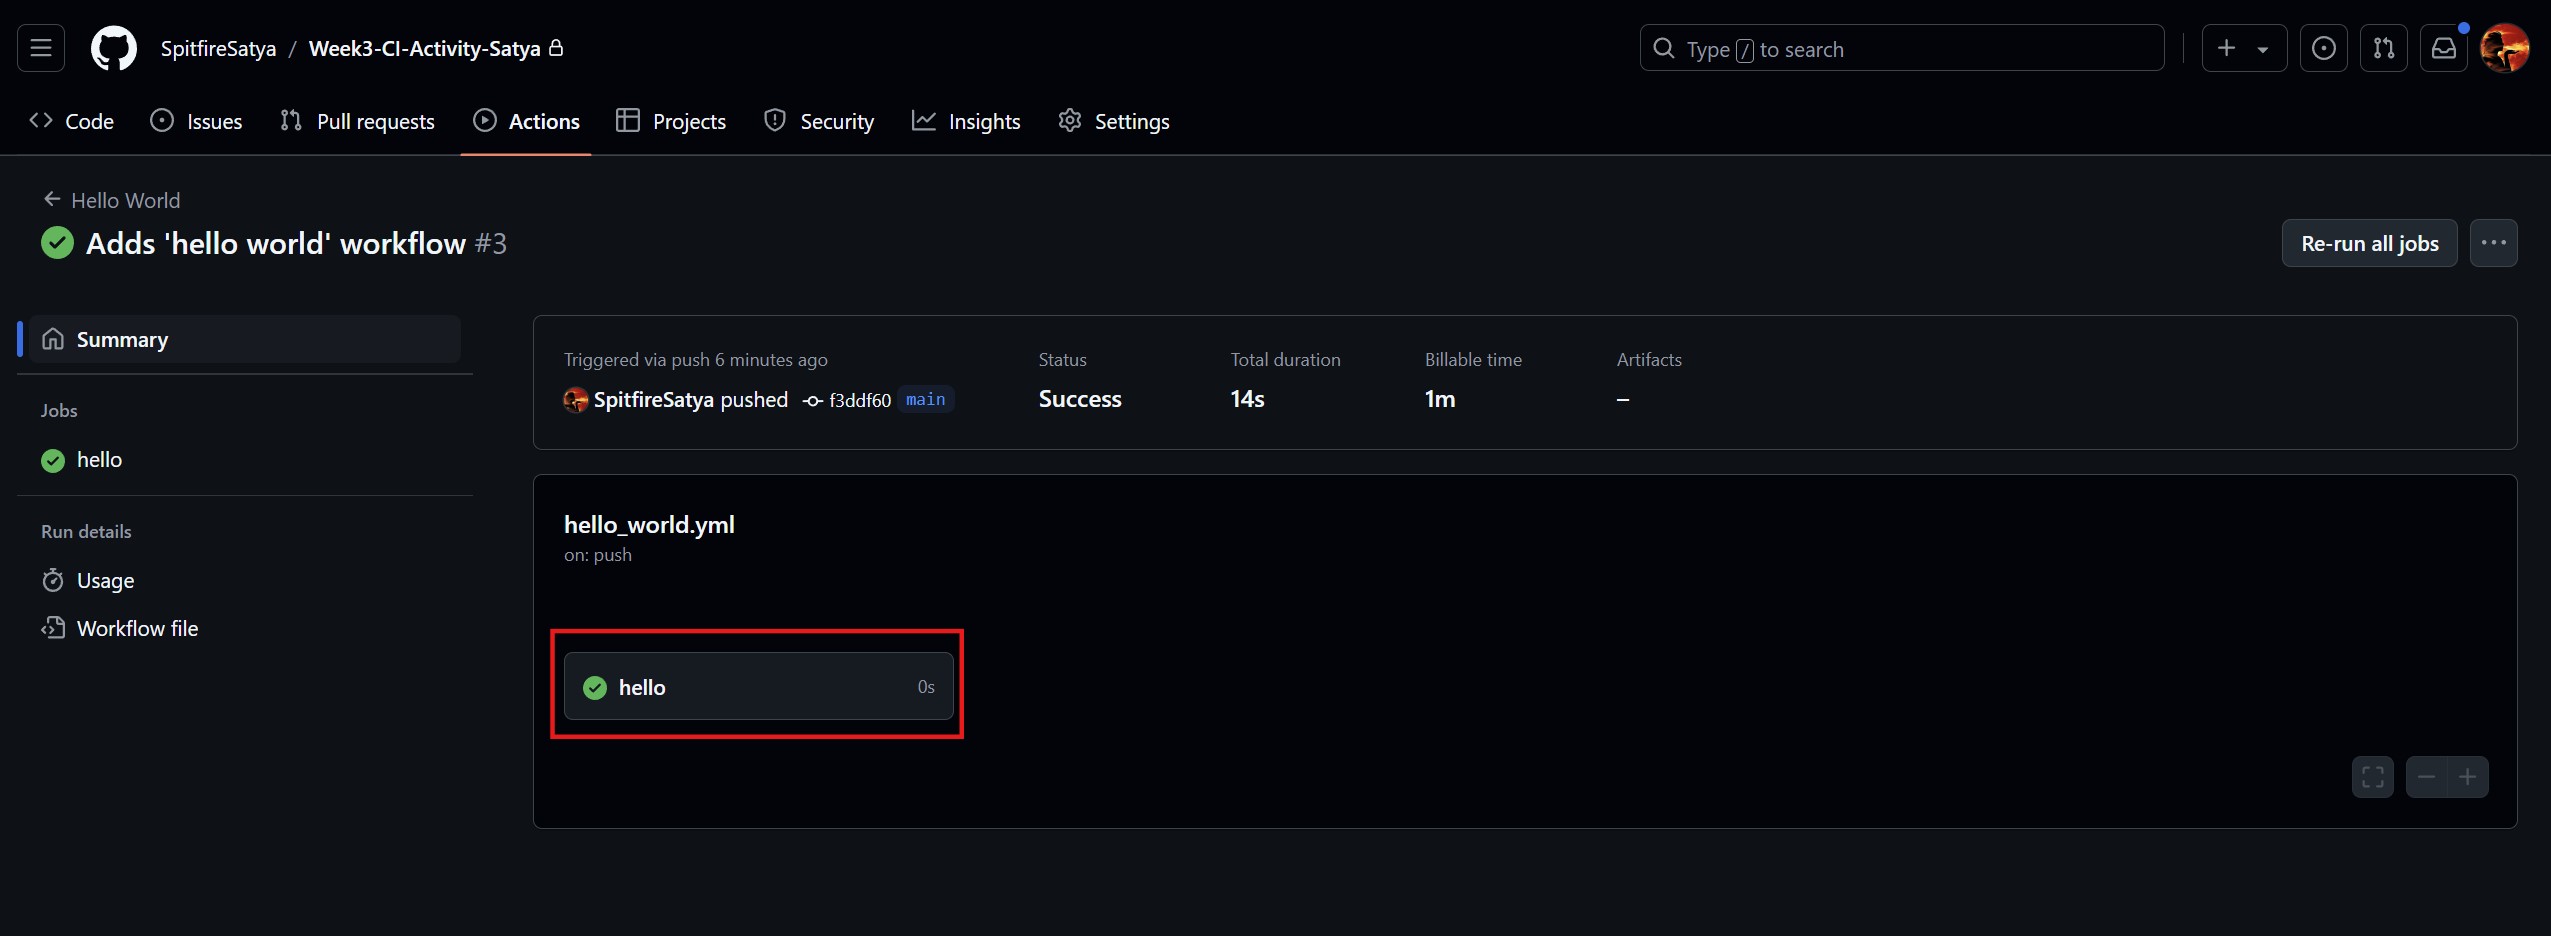 SpitfireSatya / Week3-CI-Activity-Satya
Type / to search
Code Issues Pull requests Actions Projects Security Insights Settings
Hello World
Adds 'hello world' workflow #3
Re-run all jobs
Summary
Jobs
hello
Run details
Usage
Workflow file
Triggered via push 6 minutes ago
SpitfireSatya pushed f3ddf60 main
Status
Success
Total duration
14s
Billable time
1m
Artifacts
–
hello_world.yml
on: push
hello 0s